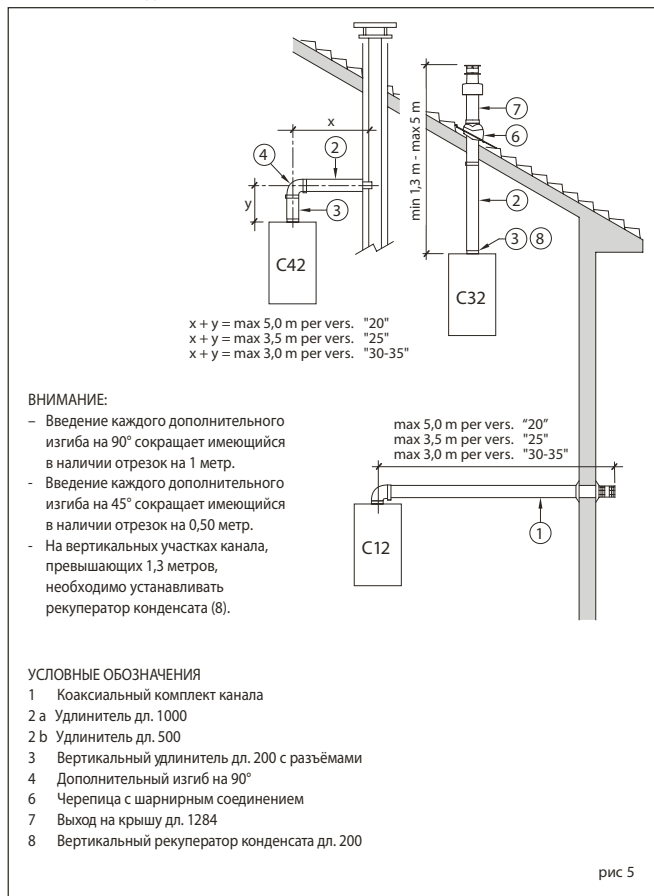 x
2
4
3
y
C42
min 1,3 m - max 5 m
7
6
2
3 8
C32
x + y = max 5,0 m per vers. "20"
x + y = max 3,5 m per vers. "25"
x + y = max 3,0 m per vers. "30-35"
ВНИМАНИЕ:
– Введение каждого дополнительного
изгиба на 90° сокращает имеющийся
в наличии отрезок на 1 метр.
- Введение каждого дополнительного
изгиба на 45° сокращает имеющийся
в наличии отрезок на 0,50 метр.
- На вертикальных участках канала,
превышающих 1,3 метров,
необходимо устанавливать
рекуператор конденсата (8).
max 5,0 m per vers. “20”
max 3,5 m per vers. "25"
max 3,0 m per vers. "30-35"
C12
1
УСЛОВНЫЕ ОБОЗНАЧЕНИЯ
1 Коаксиальный комплект канала
2 a Удлинитель дл. 1000
2 b Удлинитель дл. 500
3 Вертикальный удлинитель дл. 200 с разъёмами
4 Дополнительный изгиб на 90°
6 Черепица с шарнирным соединением
7 Выход на крышу дл. 1284
8 Вертикальный рекуператор конденсата дл. 200
рис 5